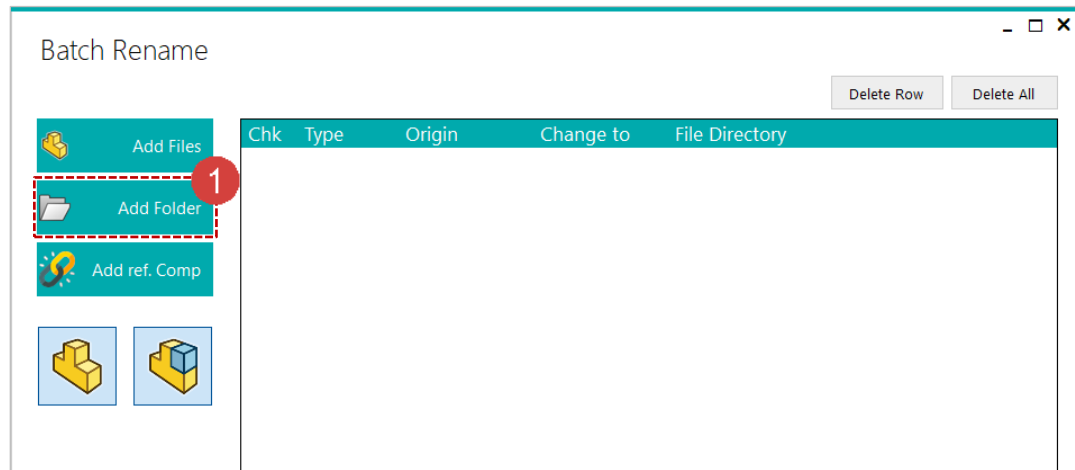 Batch Rename
Delete Row
Delete All
Add Files
Chk Type Origin Change to File Directory
1
Add Folder
Add ref. Comp